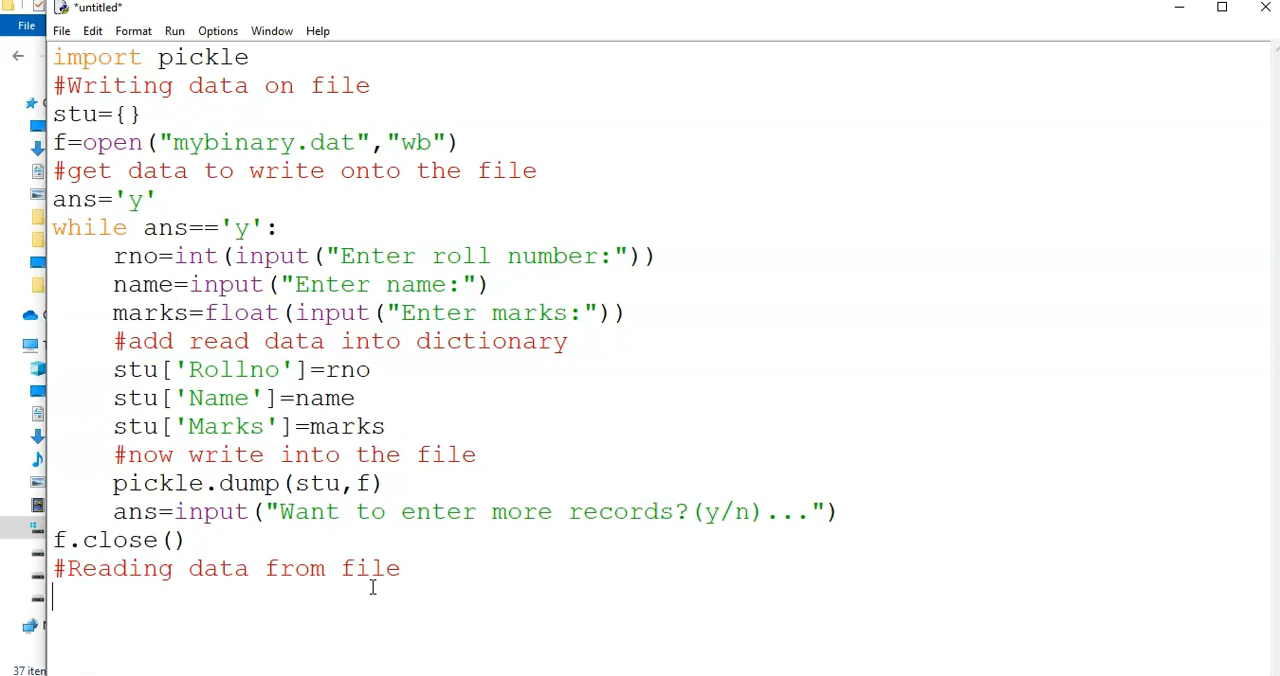 *untitled*
File
File Edit Format Run Options Window Help
import pickle
#Writing data on file
stu={}
f=open("mybinary.dat","wb")
#get data to write onto the file
ans='y'
while ans=='y':
    rno=int(input("Enter roll number:"))
    name=input("Enter name:")
    marks=float(input("Enter marks:"))
    #add read data into dictionary
    stu['Rollno']=rno
    stu['Name']=name
    stu['Marks']=marks
    #now write into the file
    pickle.dump(stu,f)
    ans=input("Want to enter more records?(y/n)...")
f.close()
#Reading data from file
37 iten